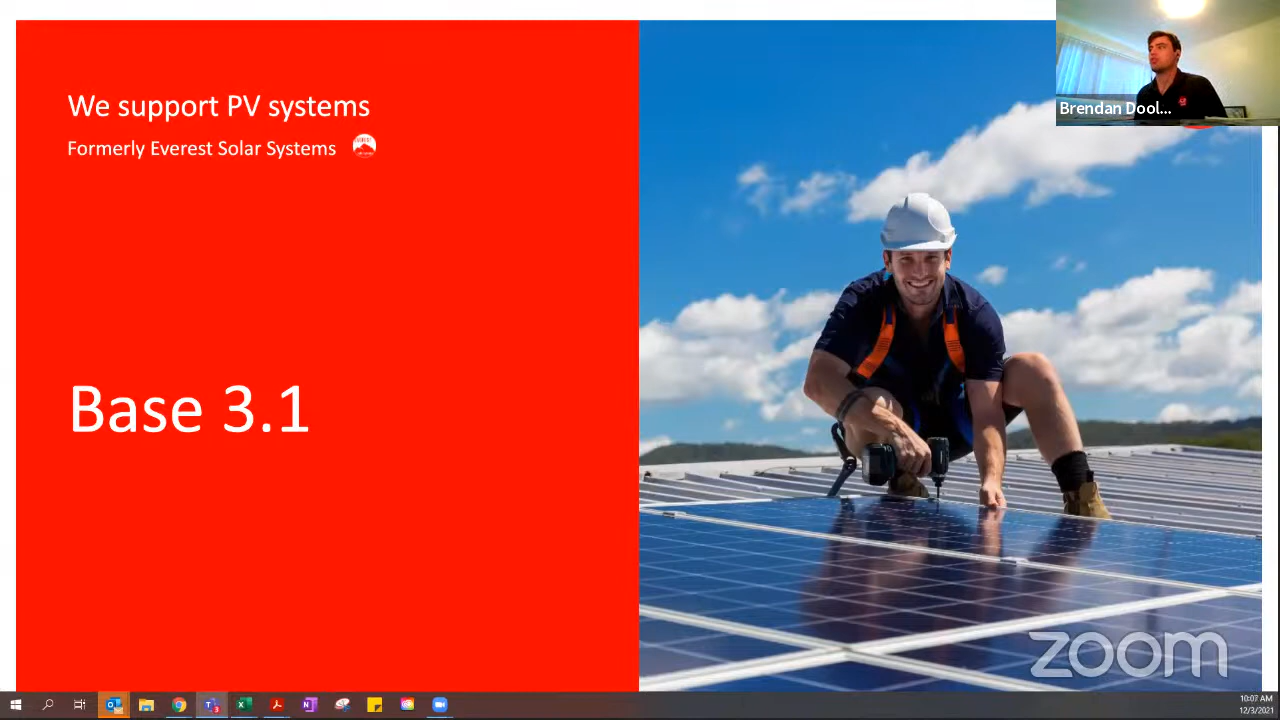 We support PV systems
Formerly Everest Solar Systems
Base 3.1
Brendan Dool...
zoom
10:07 AM
12/3/2021